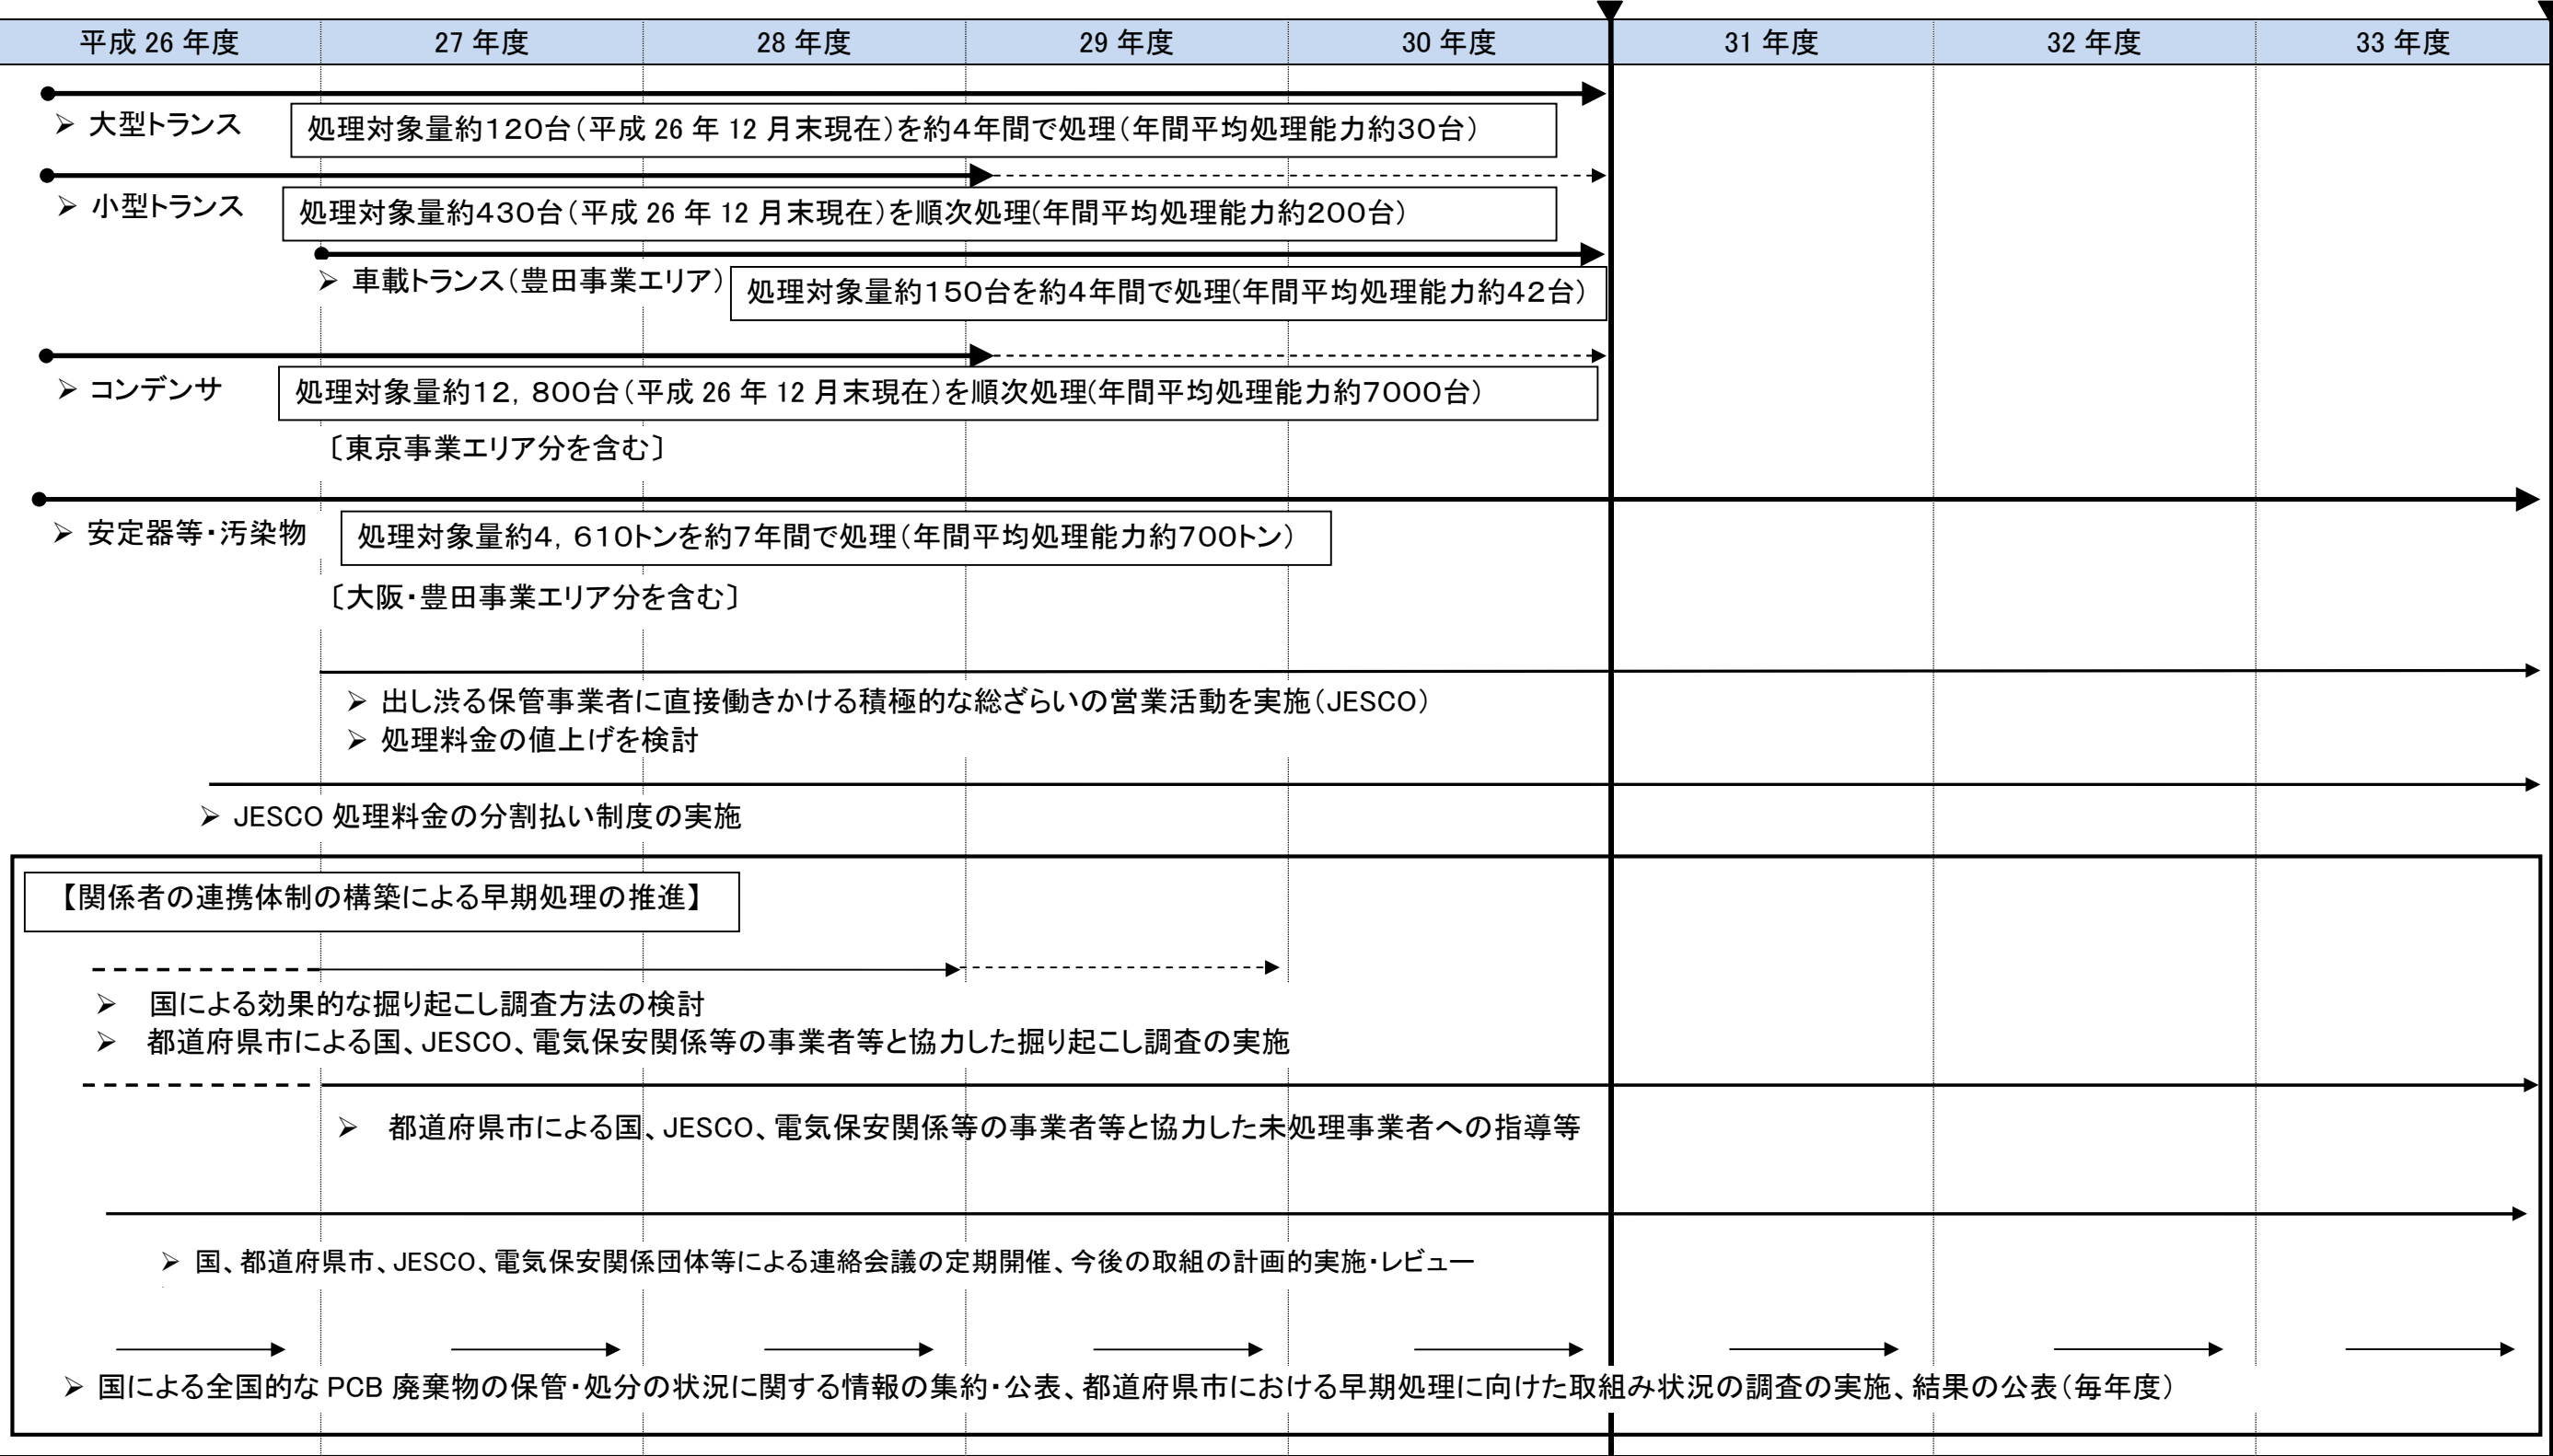 平成 26 年度 27 年度 28 年度 29 年度 30 年度 31 年度 32 年度 33 年度
➢ 大型トランス 処理対象量約120台(平成 26 年 12 月末現在)を約4年間で処理(年間平均処理能力約30台)
➢ 小型トランス 処理対象量約430台(平成 26 年 12 月末現在)を順次処理(年間平均処理能力約200台)
➢ 車載トランス(豊田事業エリア) 処理対象量約150台を約4年間で処理(年間平均処理能力約42台)
➢ コンデンサ 処理対象量約12,800台(平成 26 年 12 月末現在)を順次処理(年間平均処理能力約7000台)
〔東京事業エリア分を含む〕
➢ 安定器等・汚染物 処理対象量約4,610トンを約7年間で処理(年間平均処理能力約700トン)
〔大阪・豊田事業エリア分を含む〕
➢ 出し渋る保管事業者に直接働きかける積極的な総ざらいの営業活動を実施(JESCO)
➢ 処理料金の値上げを検討
➢ JESCO 処理料金の分割払い制度の実施
【関係者の連携体制の構築による早期処理の推進】
➢ 国による効果的な掘り起こし調査方法の検討
➢ 都道府県市による国、JESCO、電気保安関係等の事業者等と協力した掘り起こし調査の実施
➢ 都道府県市による国、JESCO、電気保安関係等の事業者等と協力した未処理事業者への指導等
➢ 国、都道府県市、JESCO、電気保安関係団体等による連絡会議の定期開催、今後の取組の計画的実施・レビュー
➢ 国による全国的な PCB 廃棄物の保管・処分の状況に関する情報の集約・公表、都道府県市における早期処理に向けた取組み状況の調査の実施、結果の公表(毎年度)